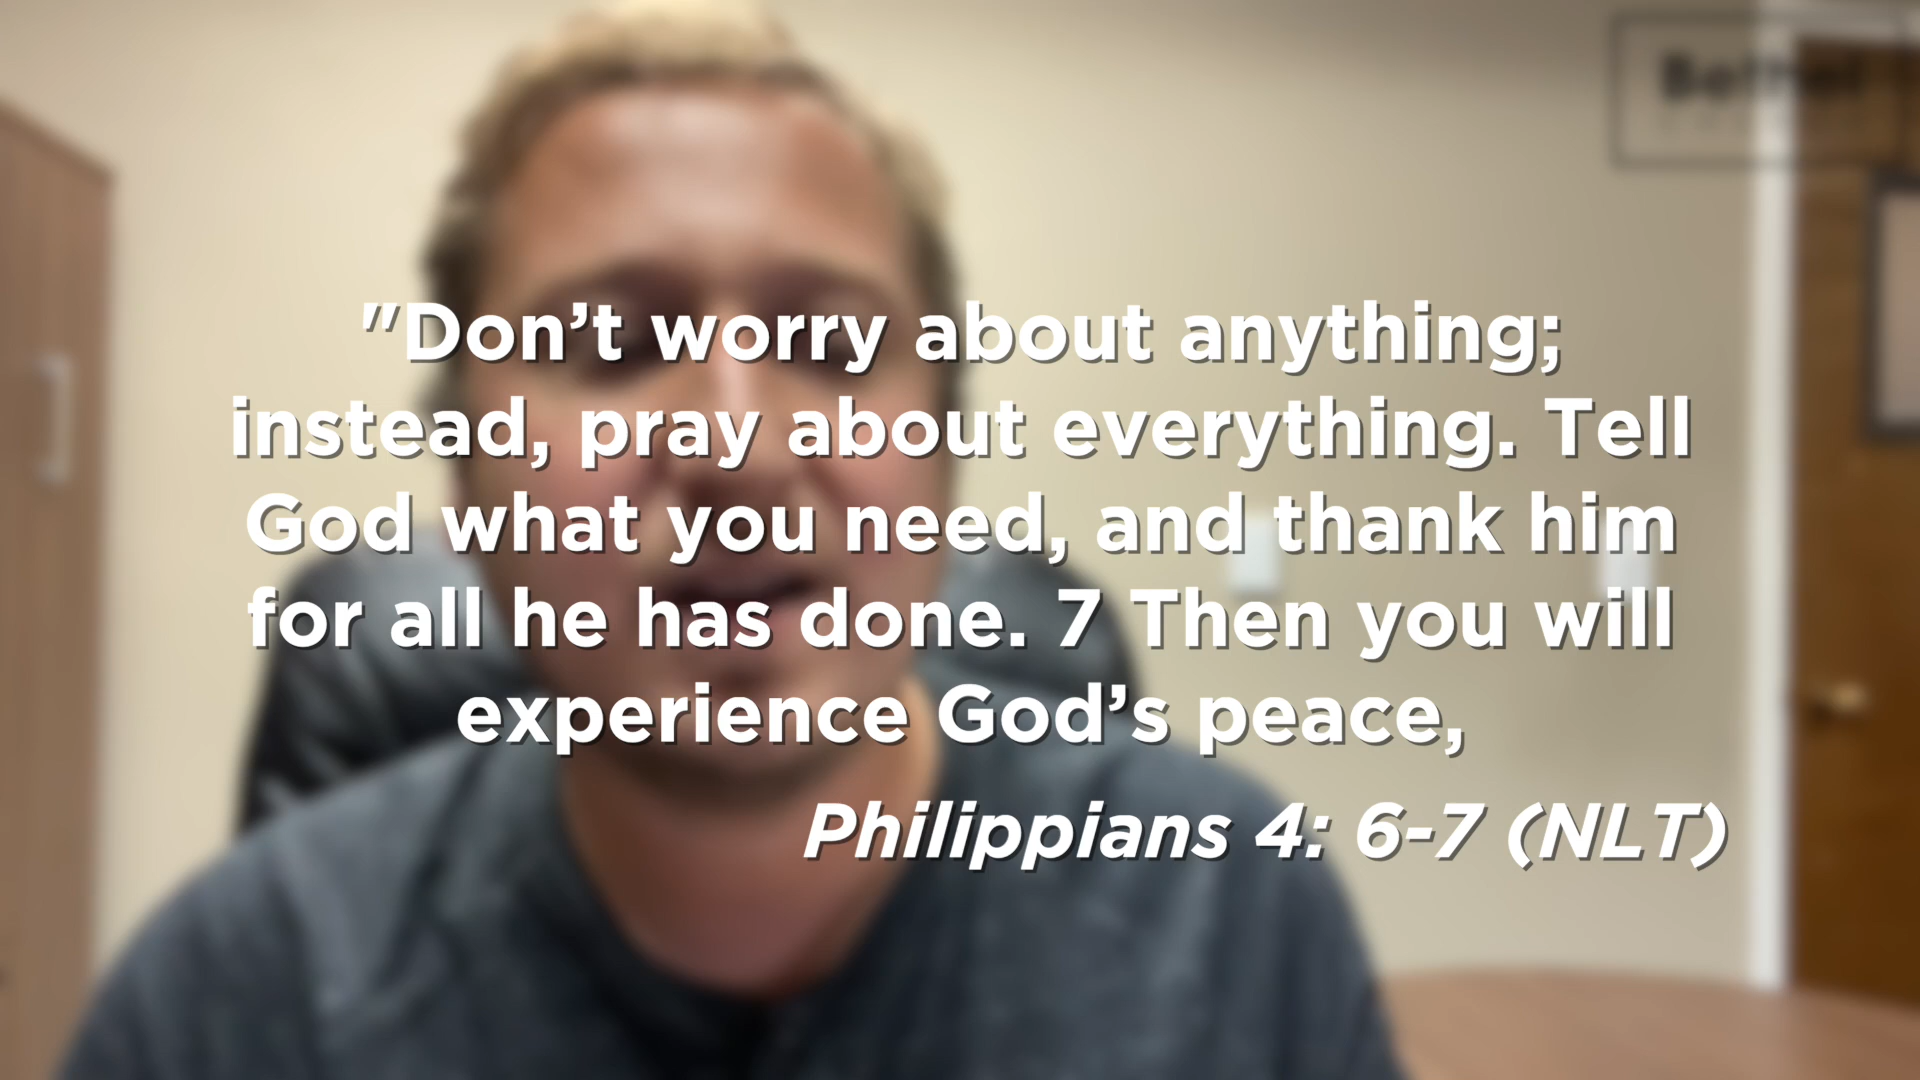 "Don’t worry about anything;
instead, pray about everything. Tell
God what you need, and thank him
for all he has done. 7 Then you will
experience God’s peace,
Philippians 4: 6-7 (NLT)